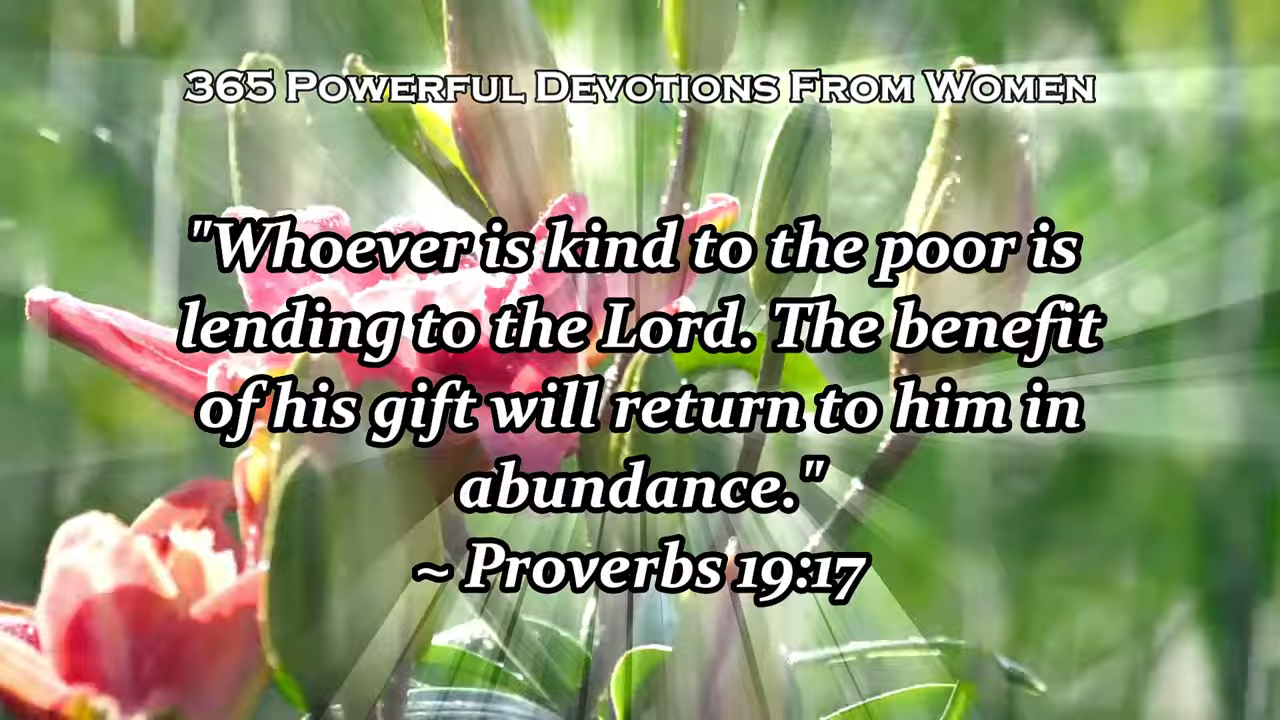 365 Powerful Devotions From Women
"Whoever is kind to the poor is
lending to the Lord. The benefit
of his gift will return to him in
abundance."
~ Proverbs 19:17